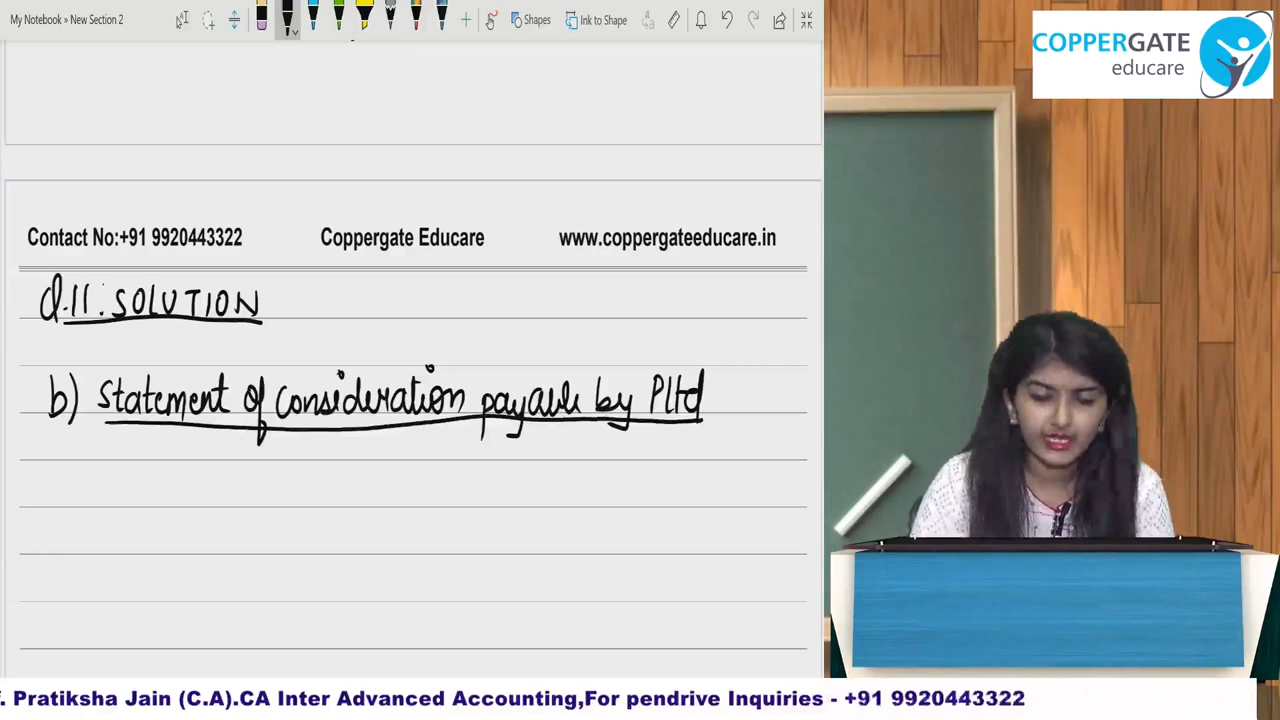 My Notebook » New Section 2
Shapes
Ink to Shape
COPPERGATE
educare
Contact No:+91 9920443322 Coppergate Educare www.coppergateeducare.in
Q.11. SOLUTION
b) Statement of consideration payable by P Ltd
f. Pratiksha Jain (C.A).CA Inter Advanced Accounting,For pendrive Inquiries - +91 9920443322